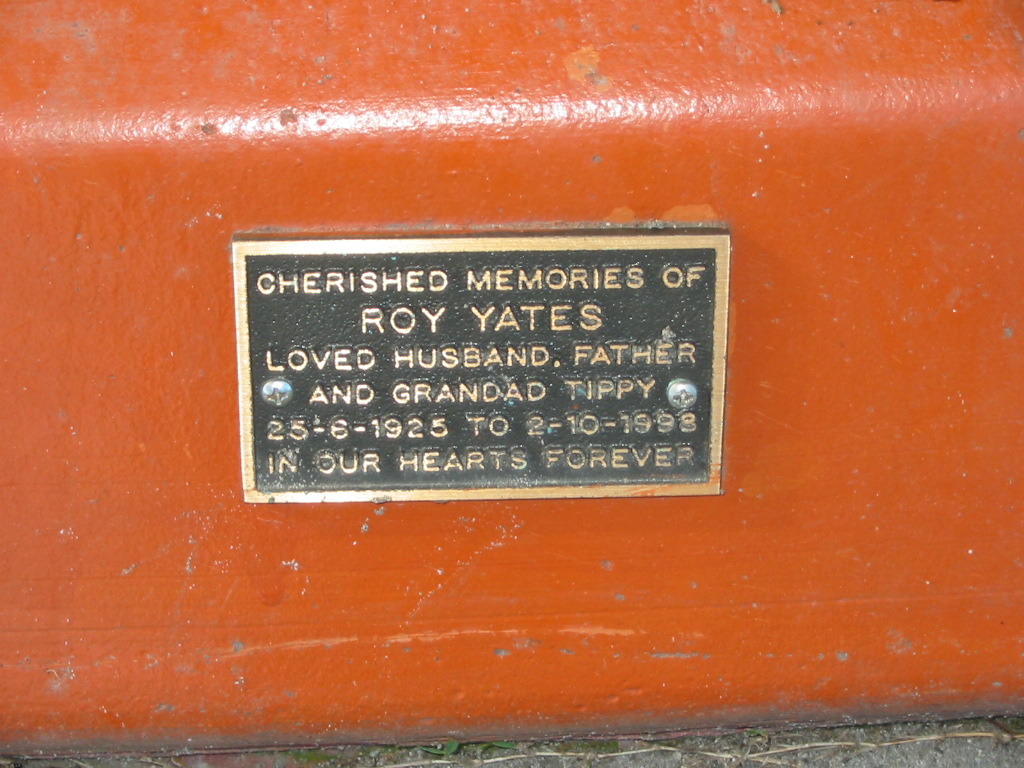 CHERISHED MEMORIES OF
ROY YATES
LOVED HUSBAND, FATHER
AND GRANDAD TIPPY
25-6-1925 TO 2-10-1998
IN OUR HEARTS FOREVER